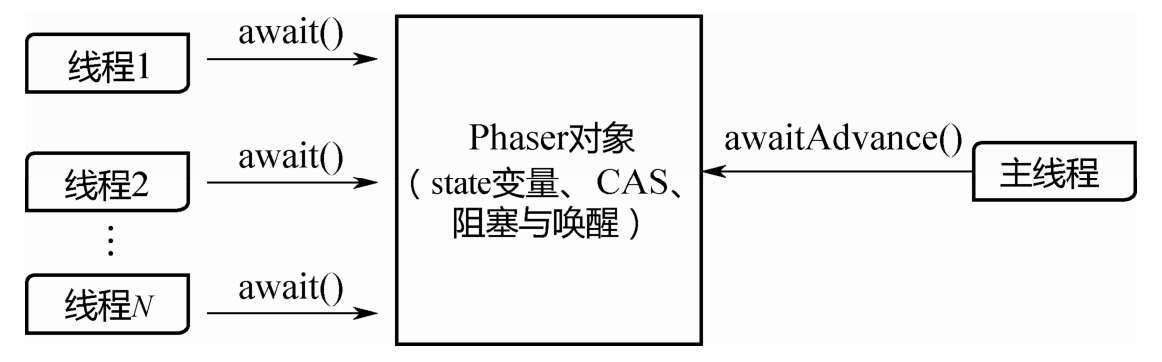 线程1
await()
线程2
await()
⋮
线程N
await()
Phaser对象
（state变量、CAS、
阻塞与唤醒）
awaitAdvance()
主线程